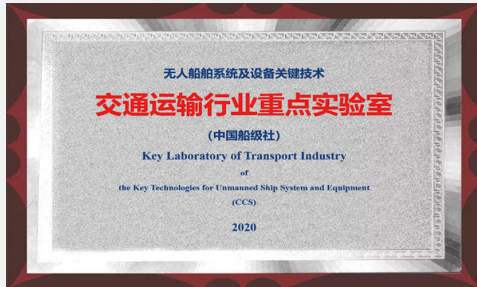 无人船舶系统及设备关键技术
交通运输行业重点实验室
（中国船级社）
Key Laboratory of Transport Industry
of
the Key Technologies for Unmanned Ship System and Equipment
(CCS)
2020